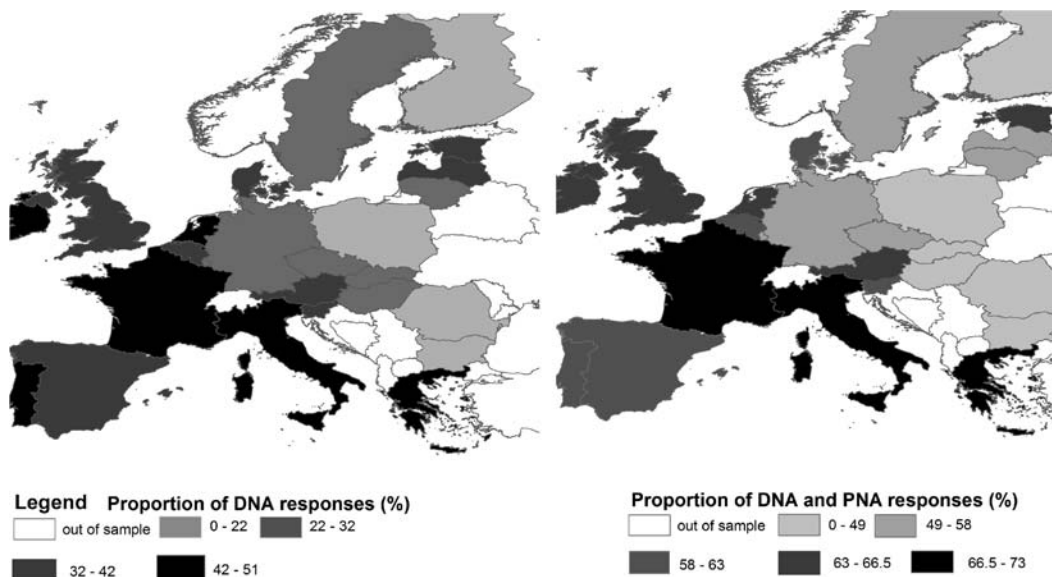 Legend Proportion of DNA responses (%)
out of sample 0 - 22 22 - 32
32 - 42 42 - 51
Proportion of DNA and PNA responses (%)
out of sample 0 - 49 49 - 58
58 - 63 63 - 66.5 66.5 - 73